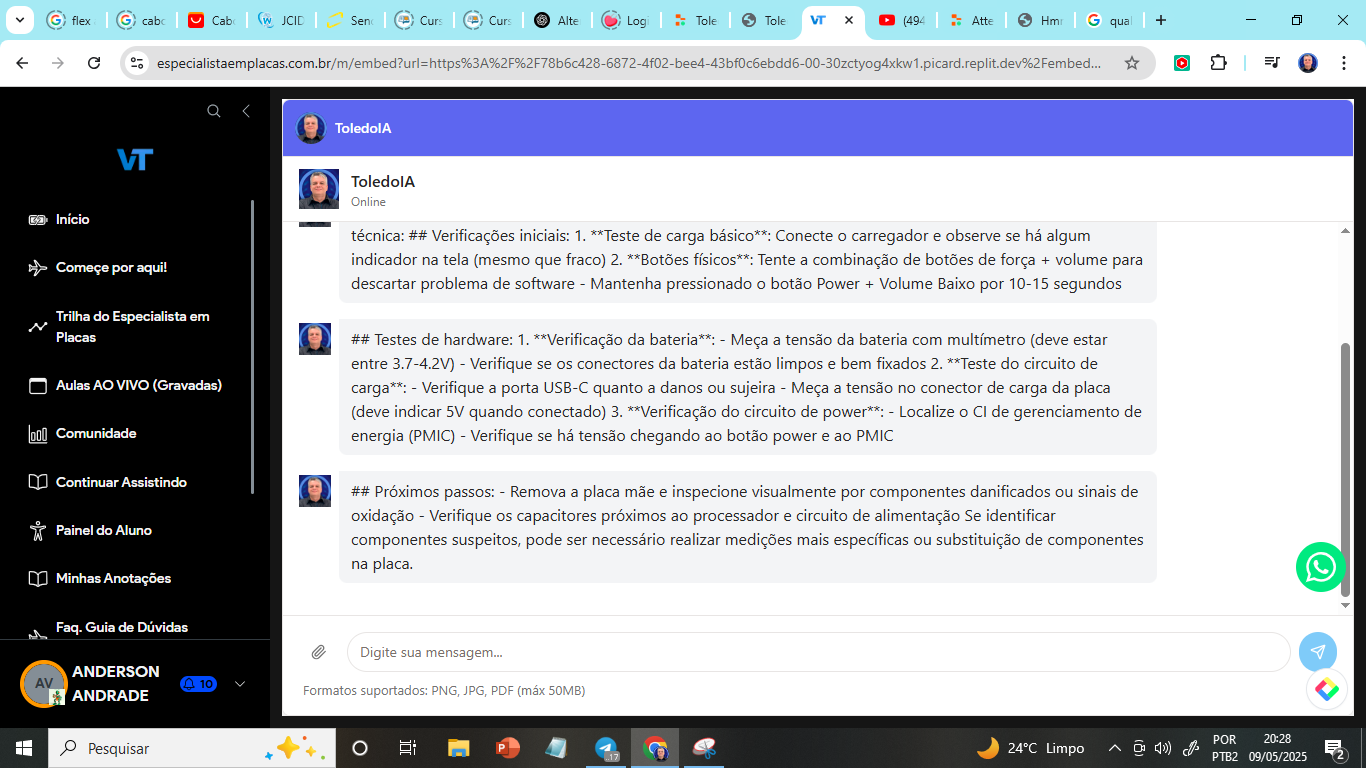 flex
cabo
Cabo
JCID
Send
Curs
Curs
Alte
Logi
Tole
Tole
VT
(494
Atte
Hm
qual
especialistaemplacas.com.br/m/embed?url=https%3A%2F%2F78b6c428-6872-4f02-bee4-43bf0c6ebdd6-00-30zctyog4xkw1.picard.replit.dev%2Fembed...
VT
Início
Começe por aqui!
Trilha do Especialista em
Placas
Aulas AO VIVO (Gravadas)
Comunidade
Continuar Assistindo
Painel do Aluno
Minhas Anotações
Faq. Guia de Dúvidas
AV
ANDERSON
ANDRADE
10
ToledoIA
ToledoIA
Online
técnica: ## Verificações iniciais: 1. **Teste de carga básico**: Conecte o carregador e observe se há algum
indicador na tela (mesmo que fraco) 2. **Botões físicos**: Tente a combinação de botões de força + volume para
descartar problema de software - Mantenha pressionado o botão Power + Volume Baixo por 10-15 segundos
## Testes de hardware: 1. **Verificação da bateria**: - Meça a tensão da bateria com multímetro (deve estar
entre 3.7-4.2V) - Verifique se os conectores da bateria estão limpos e bem fixados 2. **Teste do circuito de
carga**: - Verifique a porta USB-C quanto a danos ou sujeira - Meça a tensão no conector de carga da placa
(deve indicar 5V quando conectado) 3. **Verificação do circuito de power**: - Localize o CI de gerenciamento de
energia (PMIC) - Verifique se há tensão chegando ao botão power e ao PMIC
## Próximos passos: - Remova a placa mãe e inspecione visualmente por componentes danificados ou sinais de
oxidação - Verifique os capacitores próximos ao processador e circuito de alimentação Se identificar
componentes suspeitos, pode ser necessário realizar medições mais específicas ou substituição de componentes
na placa.
Digite sua mensagem...
Formatos suportados: PNG, JPG, PDF (máx 50MB)
Pesquisar
17
24°C Limpo
POR
PTB2
20:28
09/05/2025
2